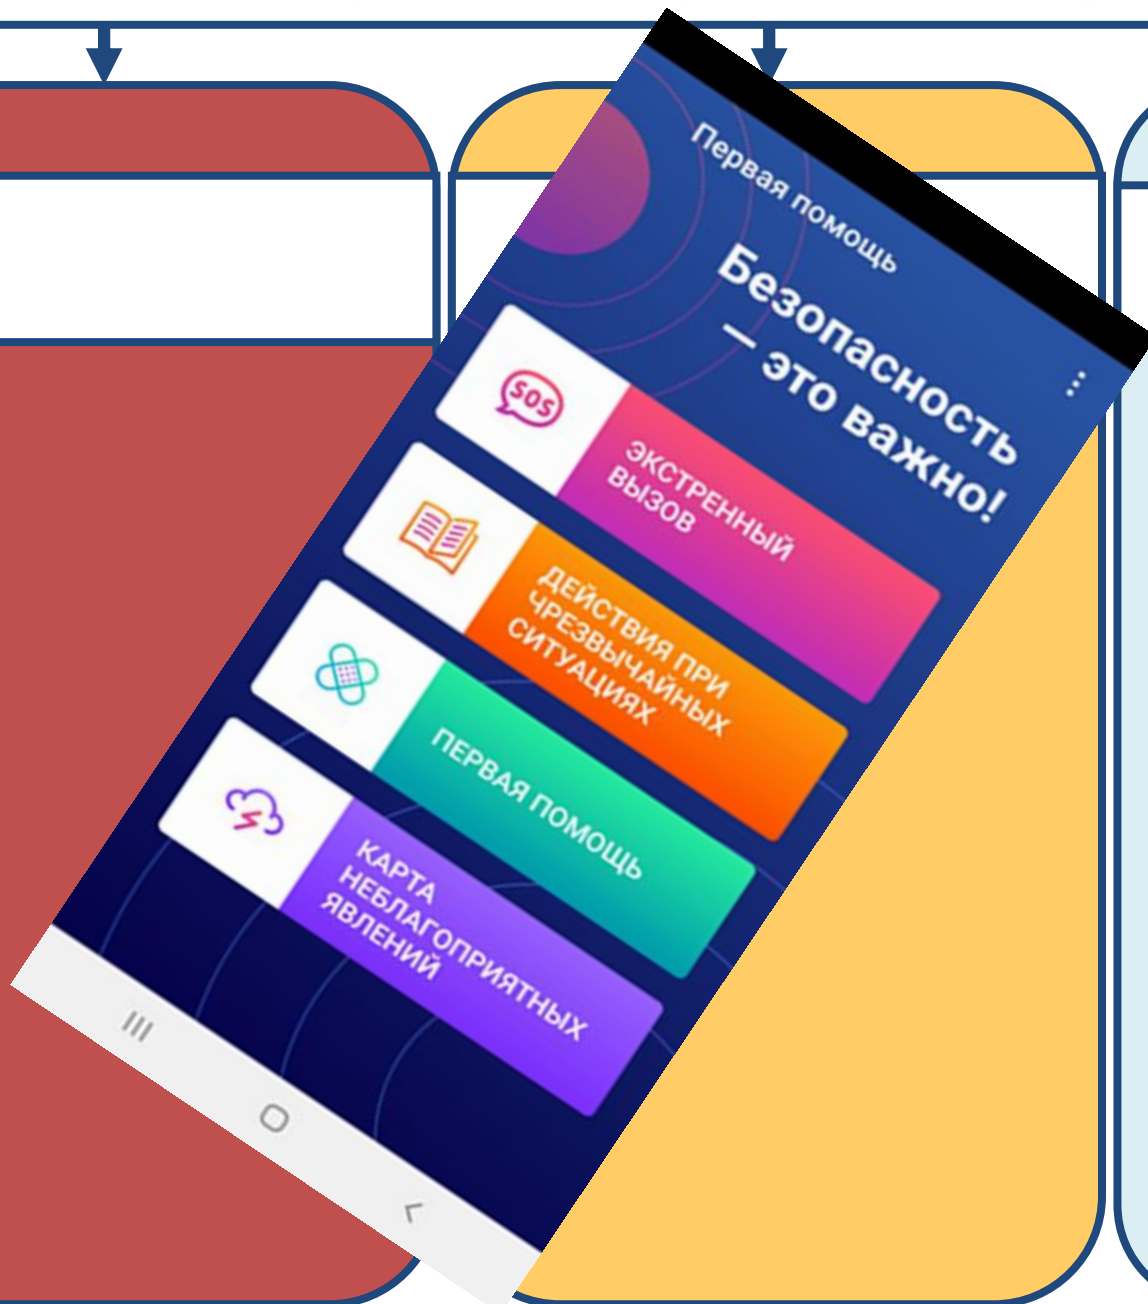 Первая помощь
Безопасность
– это важно!
SOS
ЭКСТРЕННЫЙ
ВЫЗОВ
ДЕЙСТВИЯ ПРИ
ЧРЕЗВЫЧАЙНЫХ
СИТУАЦИЯХ
ПЕРВАЯ ПОМОЩЬ
КАРТА
НЕБЛАГОПРИЯТНЫХ
ЯВЛЕНИЙ